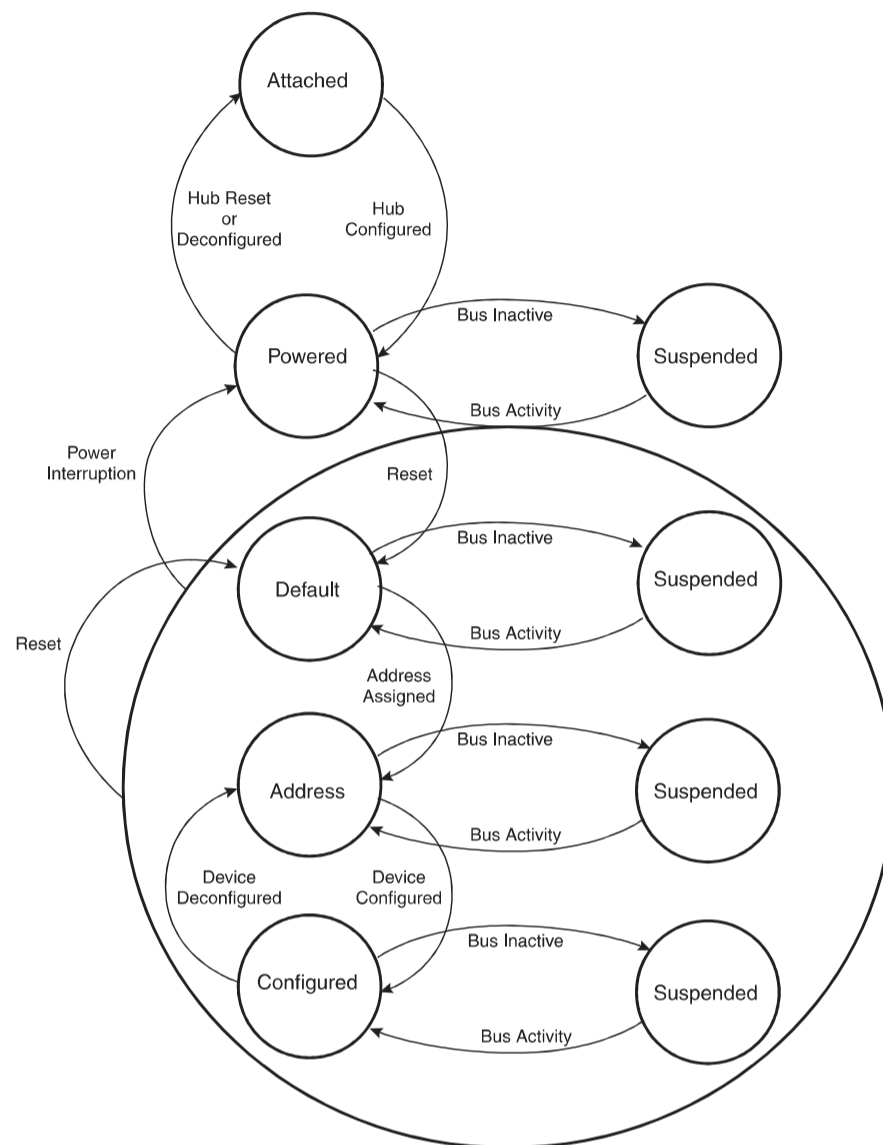 Attached
Hub Reset
or
Deconfigured
Hub
Configured
Powered
Bus Inactive
Suspended
Bus Activity
Power
Interruption
Reset
Default
Bus Inactive
Suspended
Bus Activity
Reset
Address
Assigned
Bus Inactive
Address
Suspended
Bus Activity
Device
Deconfigured
Device
Configured
Bus Inactive
Configured
Suspended
Bus Activity